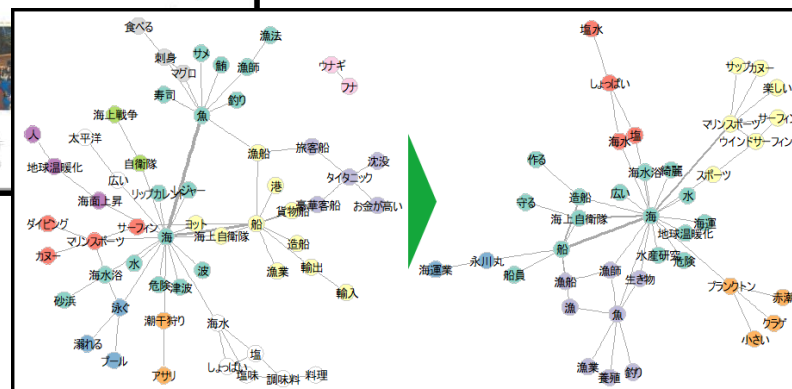 食べる
刺身
サメ
鮪
漁法
マグロ
漁師
寿司
釣り
魚
ウナギ
フナ
海上戦争
人
太平洋
自衛隊
漁船
旅客船
沈没
地球温暖化
広い
タイタニック
海面上昇
リップカレント
レジャー
港
豪華客船
お金が高い
ダイビング
サーフィン
ヨット
貨物船
船
マリンスポーツ
海
海上自衛隊
カヌー
水
造船
海水浴
波
輸出
砂浜
危険
津波
漁業
輸入
泳ぐ
潮干狩り
海水
溺れる
プール
塩
アサリ
しょっぱい
塩味
調味料
料理
塩水
サップ
カヌー
しょっぱい
楽しい
マリンスポーツ
サーフィン
海水
塩
ウインドサーフィン
作る
海水浴
綺麗
スポーツ
造船
広い
水
守る
海上自衛隊
海
海運
船
地球温暖化
海運業
永川丸
船員
水産研究
危険
漁船
漁師
生き物
プランクトン
赤潮
漁
魚
クラゲ
小さい
漁業
養殖
釣り